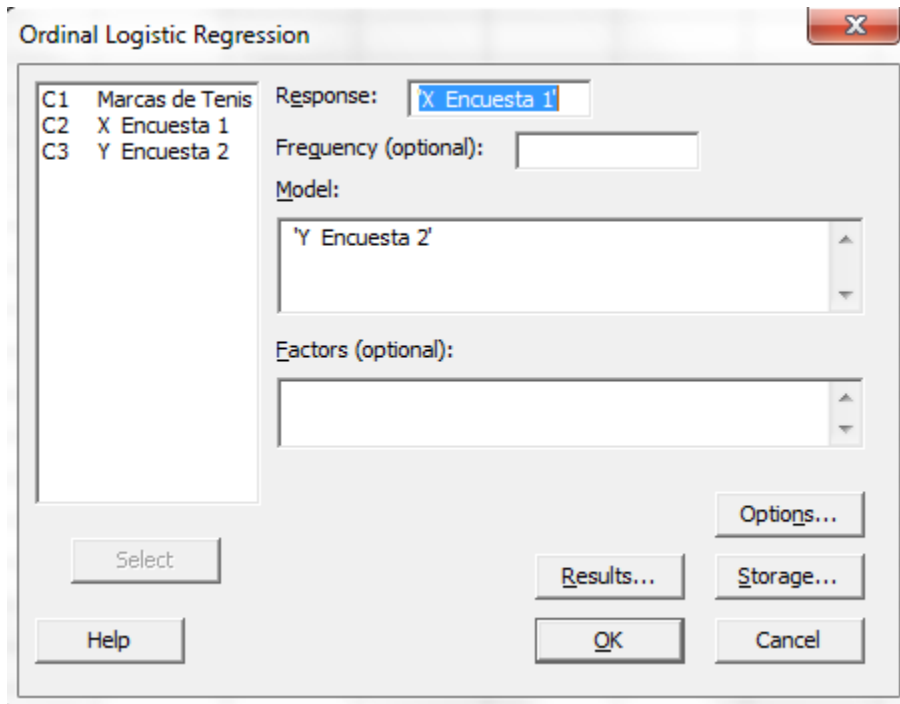 Ordinal Logistic Regression
C1 Marcas de Tenis
C2 X Encuesta 1
C3 Y Encuesta 2
Response: 'X Encuesta 1'
Frequency (optional):
Model:
'Y Encuesta 2'
Factors (optional):
Select
Options...
Results... Storage...
Help OK Cancel